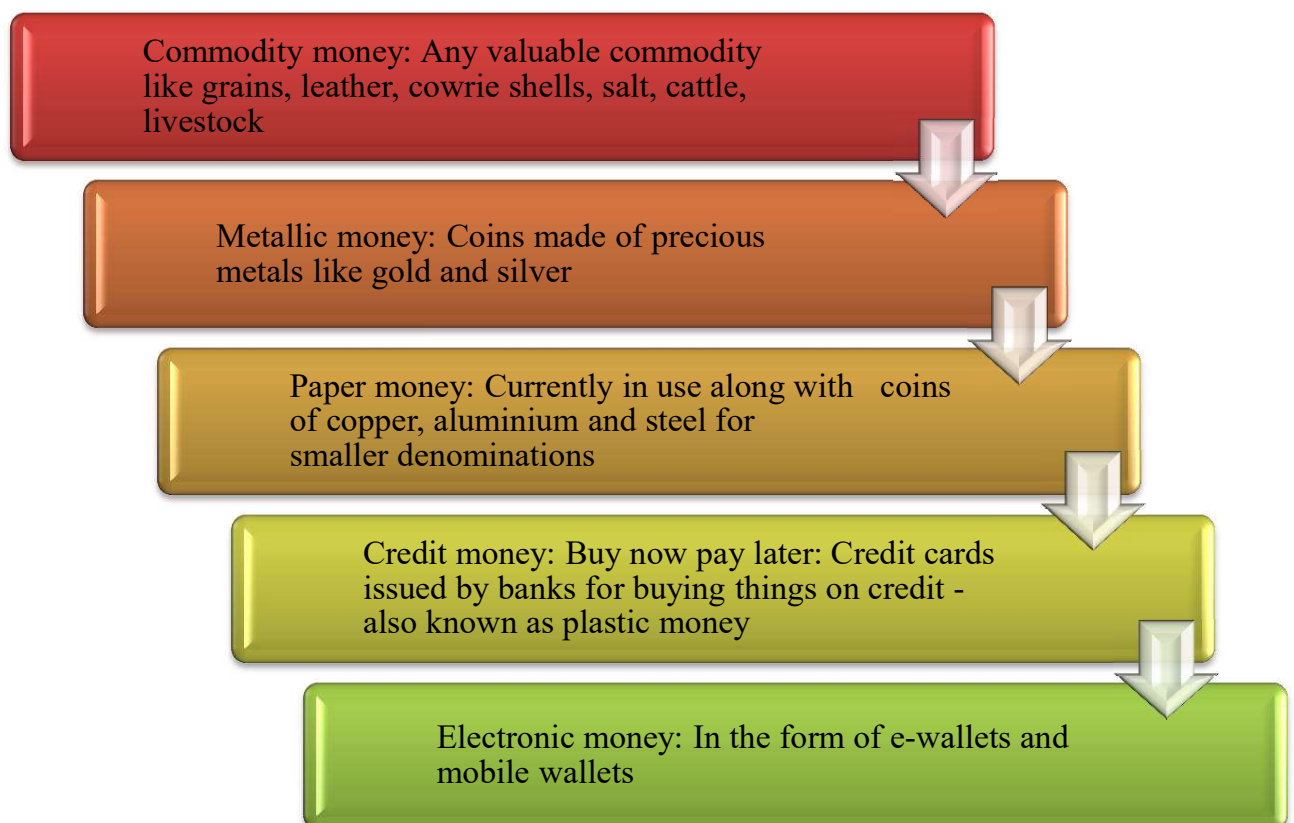 Commodity money: Any valuable commodity
like grains, leather, cowrie shells, salt, cattle,
livestock
Metallic money: Coins made of precious
metals like gold and silver
Paper money: Currently in use along with   coins
of copper, aluminium and steel for
smaller denominations
Credit money: Buy now pay later: Credit cards
issued by banks for buying things on credit -
also known as plastic money
Electronic money: In the form of e-wallets and
mobile wallets